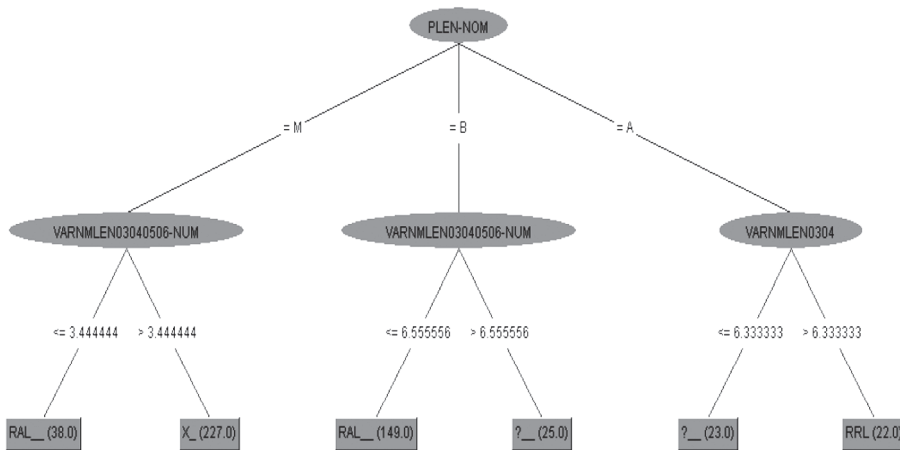 PLEN-NOM
= M = B = A
VARNMLEN03040506-NUM VARNMLEN03040506-NUM VARNMLEN0304
<= 3.444444 > 3.444444 <= 6.555556 > 6.555556 <= 6.333333 > 6.333333
RAL__ (38.0) X_ (227.0) RAL__ (149.0) ?__ (25.0) ?__ (23.0) RRL (22.0)